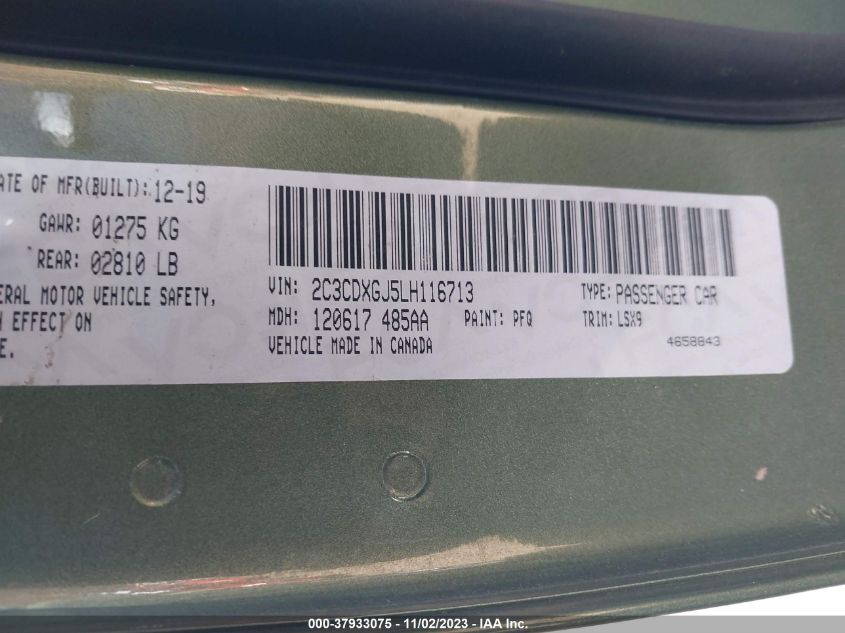 ATE OF MFR(BUILT): 12-19
GAWR: 01275 KG
REAR: 02810 LB
ERAL MOTOR VEHICLE SAFETY,
H EFFECT ON
E.
VIN: 2C3CDXGJ5LH116713
TYPE: PASSENGER CAR
MDH: 120617 485AA
PAINT: PFQ
TRIM: LSX9
VEHICLE MADE IN CANADA
4658843
000-37933075 - 11/02/2023 - IAA Inc.